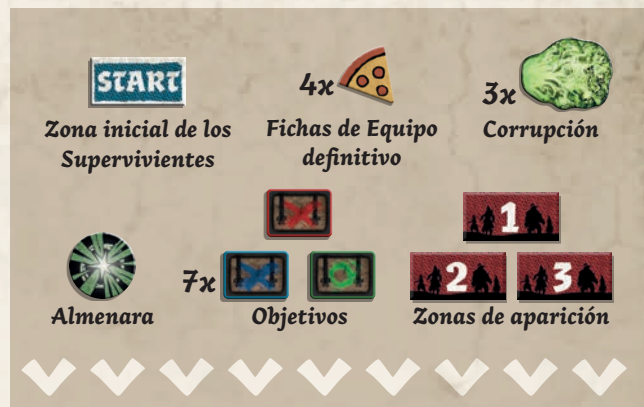 START
Zona inicial de los
Supervivientes
4x
Fichas de Equipo
definitivo
3x
Corrupción
Almenara
7x
Objetivos
1
2
3
Zonas de aparición